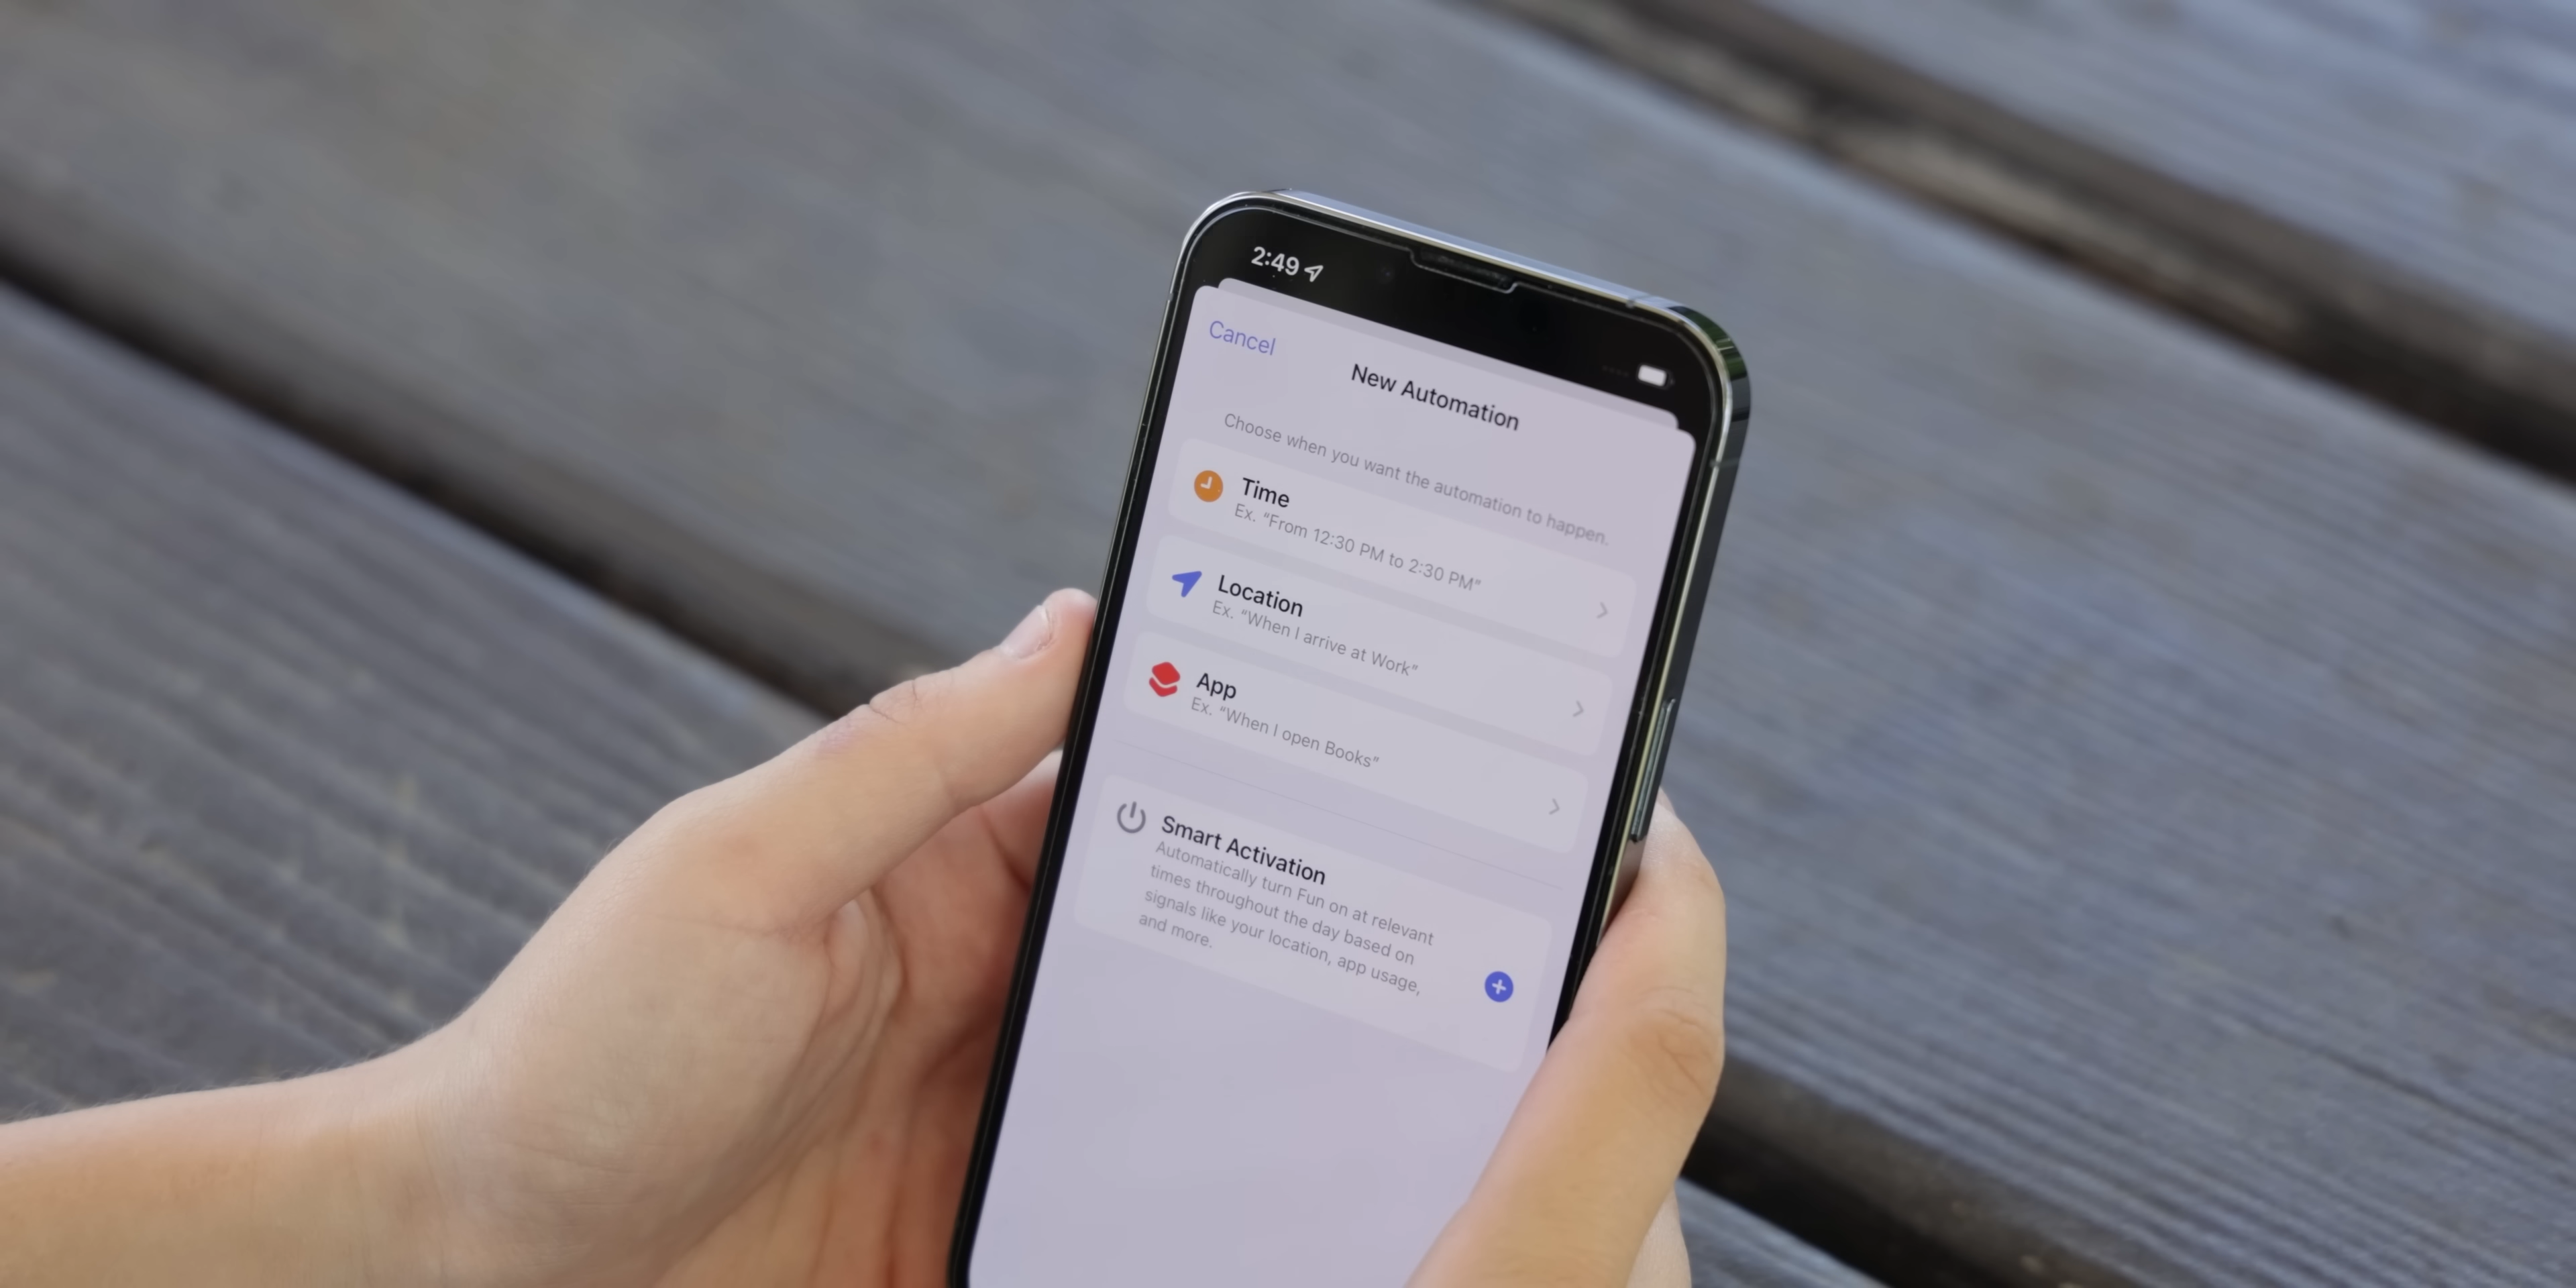 2:49
Cancel
New Automation
Choose when you want the automation to happen.
Time
Ex. “From 12:30 PM to 2:30 PM”
Location
Ex. “When I arrive at Work”
App
Ex. “When I open Books”
Smart Activation
Automatically turn Fun on at relevant
times throughout the day based on
signals like your location, app usage,
and more.